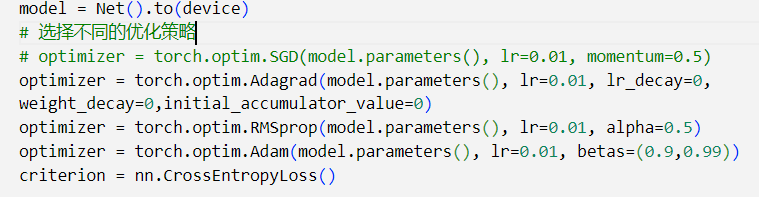 model = Net().to(device)
# 选择不同的优化策略
# optimizer = torch.optim.SGD(model.parameters(), lr=0.01, momentum=0.5)
optimizer = torch.optim.Adagrad(model.parameters(), lr=0.01, lr_decay=0,
weight_decay=0,initial_accumulator_value=0)
optimizer = torch.optim.RMSprop(model.parameters(), lr=0.01, alpha=0.5)
optimizer = torch.optim.Adam(model.parameters(), lr=0.01, betas=(0.9,0.99))
criterion = nn.CrossEntropyLoss()